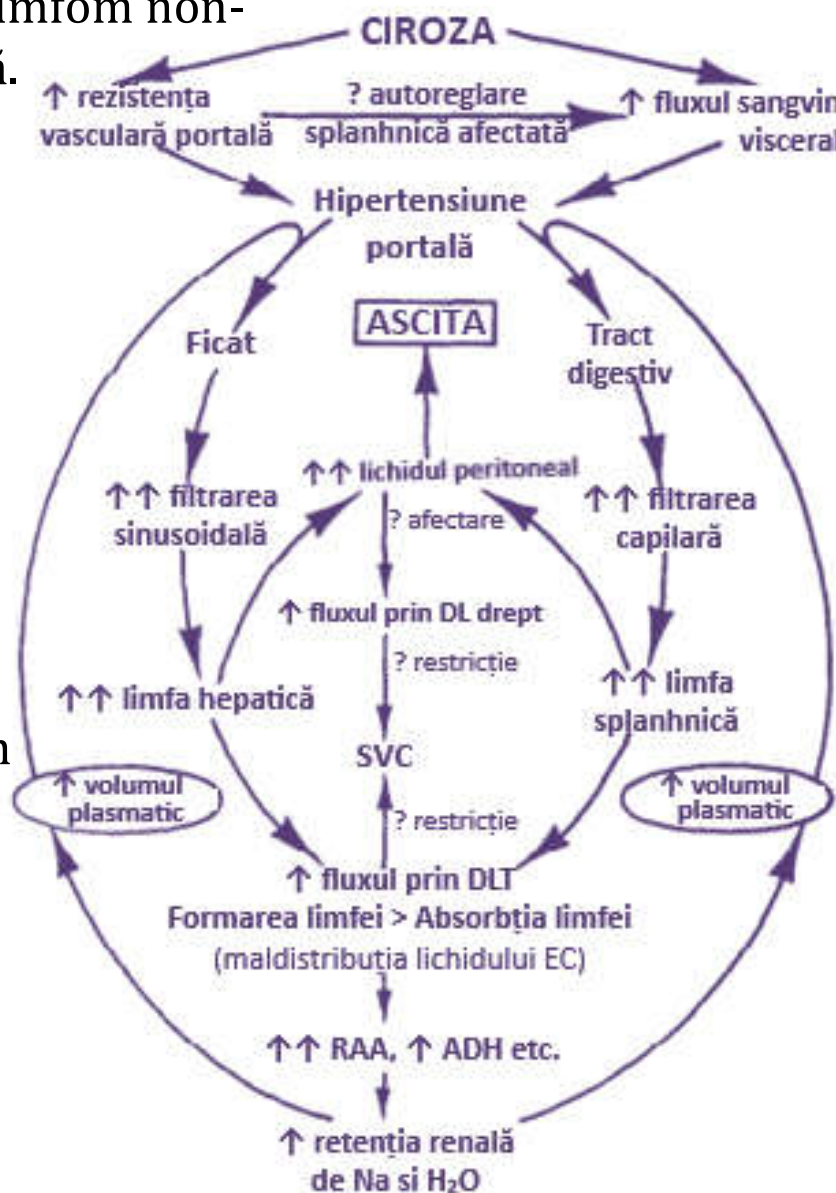 imfom non-
ă.
CIROZA
↑ rezistența
vasculară portală
? autoreglare
splanhnică afectată
↑ fluxul sangvin
visceral
Hipertensiune
portală
Ficat
ASCITA
Tract
digestiv
↑↑ lichidul peritoneal
↑↑ filtrarea
sinusoidală
? afectare
↑↑ filtrarea
capilară
↑ fluxul prin DL drept
? restricție
↑↑ limfa hepatică
↑↑ limfa
splanhnică
n
SVC
↑ volumul
plasmatic
? restricție
↑ volumul
plasmatic
↑ fluxul prin DLT
Formarea limfei > Absorbția limfei
(maldistribuția lichidului EC)
↑↑ RAA, ↑ ADH etc.
↑ retenția renală
de Na si H₂O